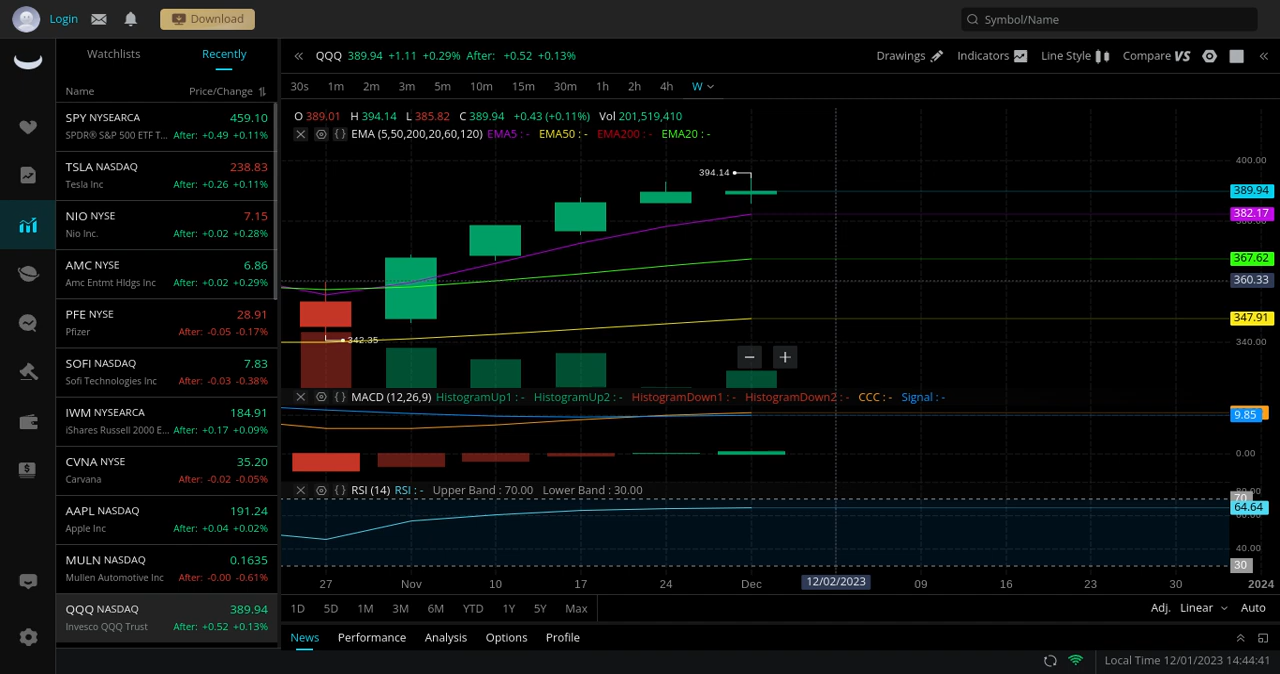 Login
Download
Symbol/Name
Watchlists Recently
Name Price/Change
SPY NYSEARCA 459.10
SPDR® S&P 500 ETF T... After: +0.49 +0.11%
TSLA NASDAQ 238.83
Tesla Inc After: +0.26 +0.11%
NIO NYSE 7.15
Nio Inc. After: +0.02 +0.28%
AMC NYSE 6.86
Amc Entmt Hldgs Inc After: +0.02 +0.29%
PFE NYSE 28.91
Pfizer After: -0.05 -0.17%
SOFI NASDAQ 7.83
Sofi Technologies Inc After: -0.03 -0.38%
IWM NYSEARCA 184.91
iShares Russell 2000 E... After: +0.17 +0.09%
CVNA NYSE 35.20
Carvana After: -0.02 -0.05%
AAPL NASDAQ 191.24
Apple Inc After: +0.04 +0.02%
MULN NASDAQ 0.1635
Mullen Automotive Inc After: -0.00 -0.61%
QQQ NASDAQ 389.94
Invesco QQQ Trust After: +0.52 +0.13%
QQQ 389.94 +1.11 +0.29% After: +0.52 +0.13%
Drawings Indicators Line Style Compare VS
30s 1m 2m 3m 5m 10m 15m 30m 1h 2h 4h W
O 389.01 H 394.14 L 385.82 C 389.94 +0.43 (+0.11%) Vol 201,519,410
EMA (5,50,200,20,60,120) EMA5 : - EMA50 : - EMA200 : - EMA20 : -
400.00
394.14
389.94
382.17
380.00
367.62
360.33
347.91
342.35
340.00
MACD (12,26,9) HistogramUp1 : - HistogramUp2 : - HistogramDown1 : - HistogramDown2 : - CCC : - Signal : -
9.85
0.00
RSI (14) RSI : - Upper Band : 70.00 Lower Band : 30.00
80.00
70
64.64
60.00
40.00
30
27 Nov 10 17 24 Dec 12/02/2023 09 16 23 30 2024
1D 5D 1M 3M 6M YTD 1Y 5Y Max
Adj. Linear Auto
News Performance Analysis Options Profile
Local Time 12/01/2023 14:44:41